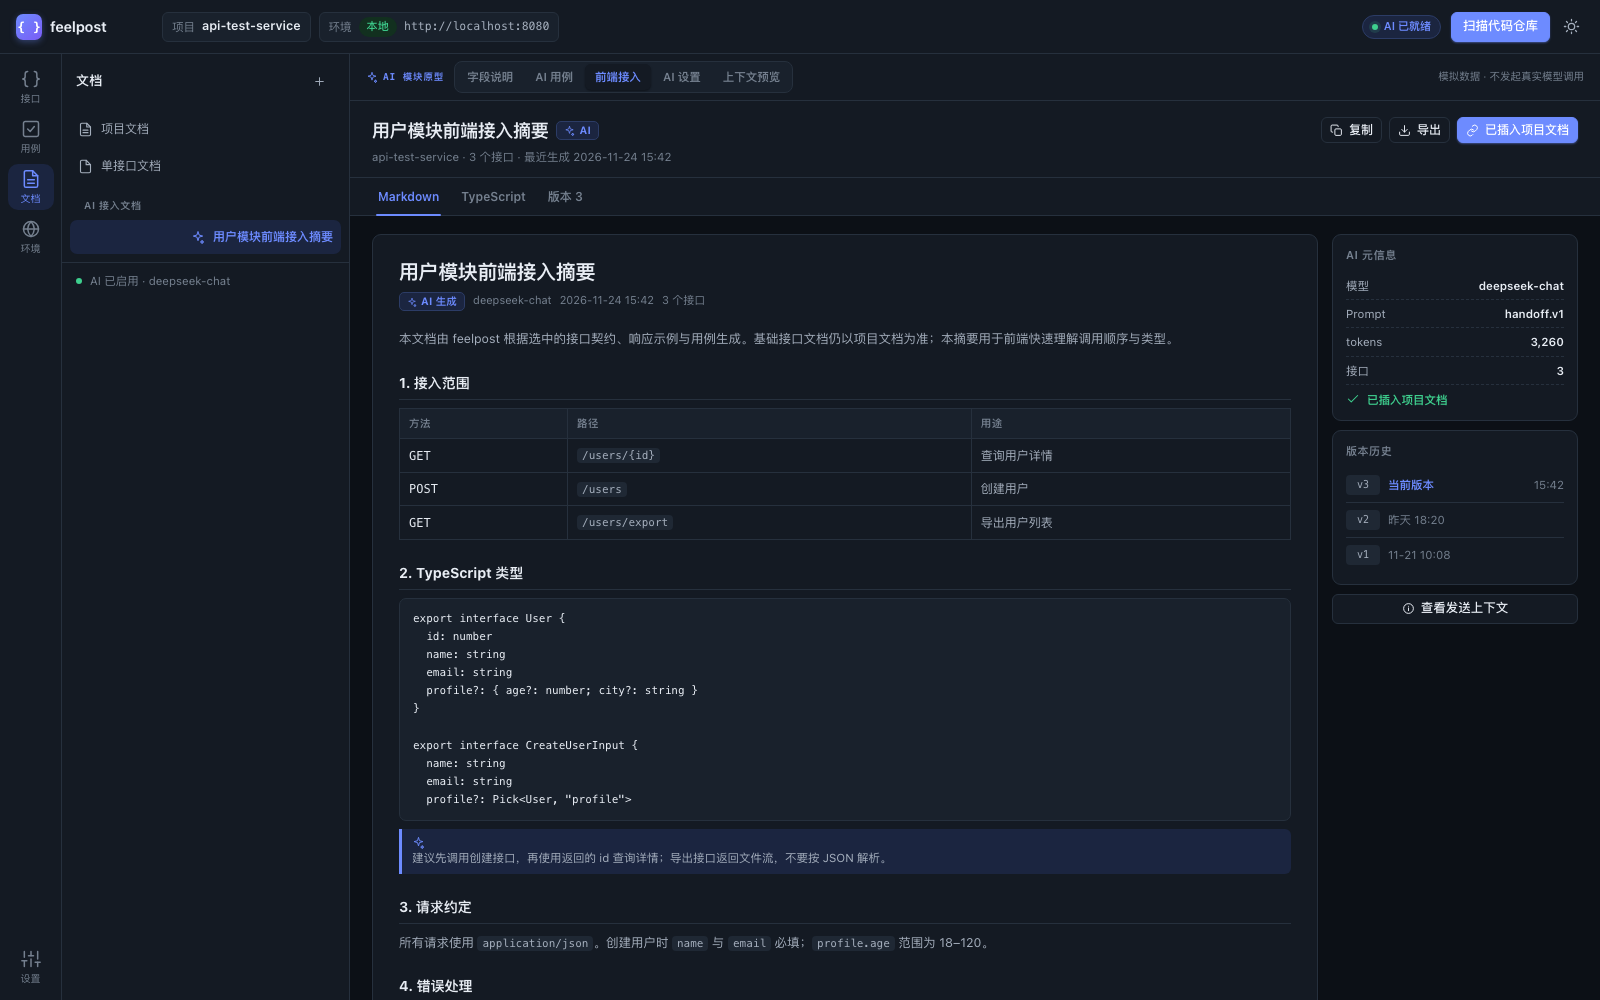 { } feelpost
项目 api-test-service
环境 本地 http://localhost:8080
AI 已就绪
扫描代码仓库
接口
用例
文档
环境
设置
文档 +
项目文档
单接口文档
AI 接入文档
用户模块前端接入摘要
AI 已启用 · deepseek-chat
AI 模块原型
字段说明 AI 用例 前端接入 AI 设置 上下文预览
模拟数据 · 不发起真实模型调用
用户模块前端接入摘要 AI
api-test-service · 3 个接口 · 最近生成 2026-11-24 15:42
复制 导出 已插入项目文档
Markdown TypeScript 版本 3
用户模块前端接入摘要
AI 生成 deepseek-chat 2026-11-24 15:42 3 个接口
本文档由 feelpost 根据选中的接口契约、响应示例与用例生成。基础接口文档仍以项目文档为准；本摘要用于前端快速理解调用顺序与类型。
1. 接入范围
方法 路径 用途
GET /users/{id} 查询用户详情
POST /users 创建用户
GET /users/export 导出用户列表
2. TypeScript 类型
export interface User {
  id: number
  name: string
  email: string
  profile?: { age?: number; city?: string }
}
export interface CreateUserInput {
  name: string
  email: string
  profile?: Pick<User, "profile">
建议先调用创建接口，再使用返回的 id 查询详情；导出接口返回文件流，不要按 JSON 解析。
3. 请求约定
所有请求使用 application/json 。创建用户时 name 与 email 必填；profile.age 范围为 18–120。
4. 错误处理
AI 元信息
模型 deepseek-chat
Prompt handoff.v1
tokens 3,260
接口 3
已插入项目文档
版本历史
v3 当前版本 15:42
v2 昨天 18:20
v1 11-21 10:08
查看发送上下文